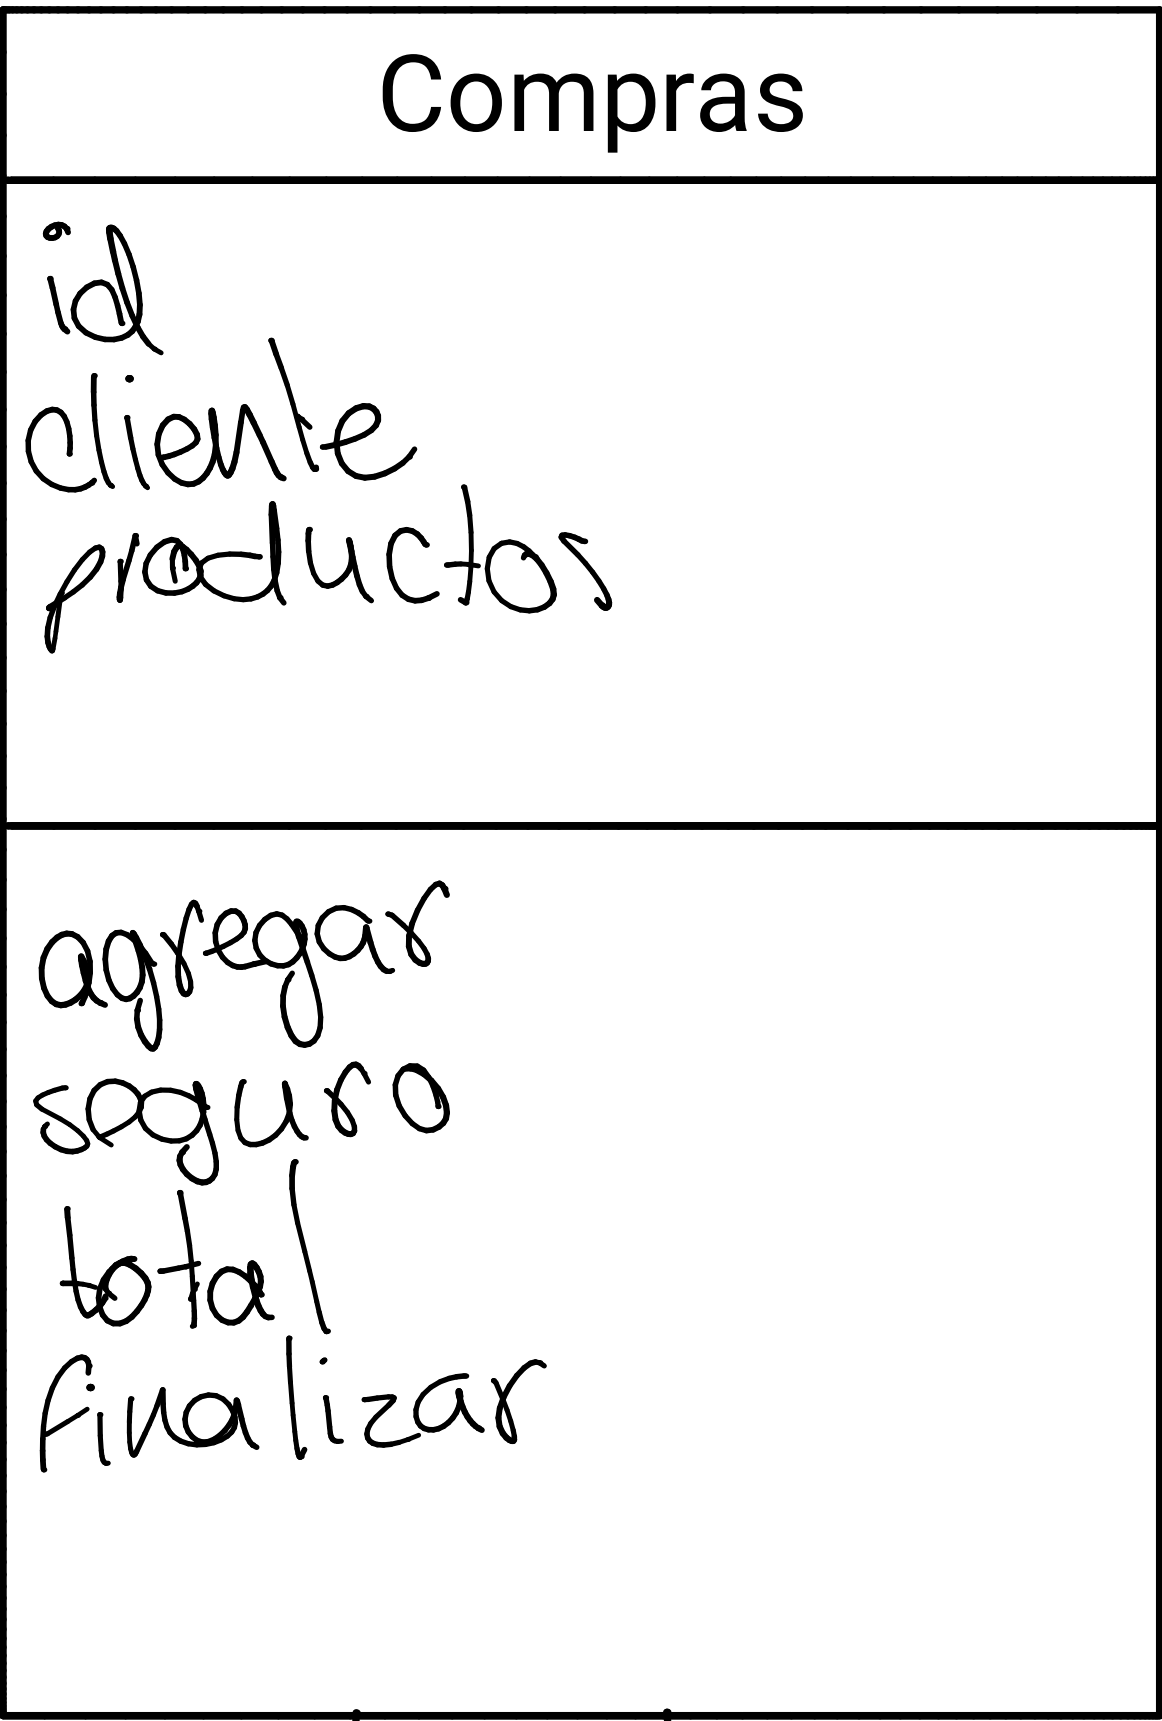 Compras
id
cliente
productos
agregar
seguro
total
finalizar